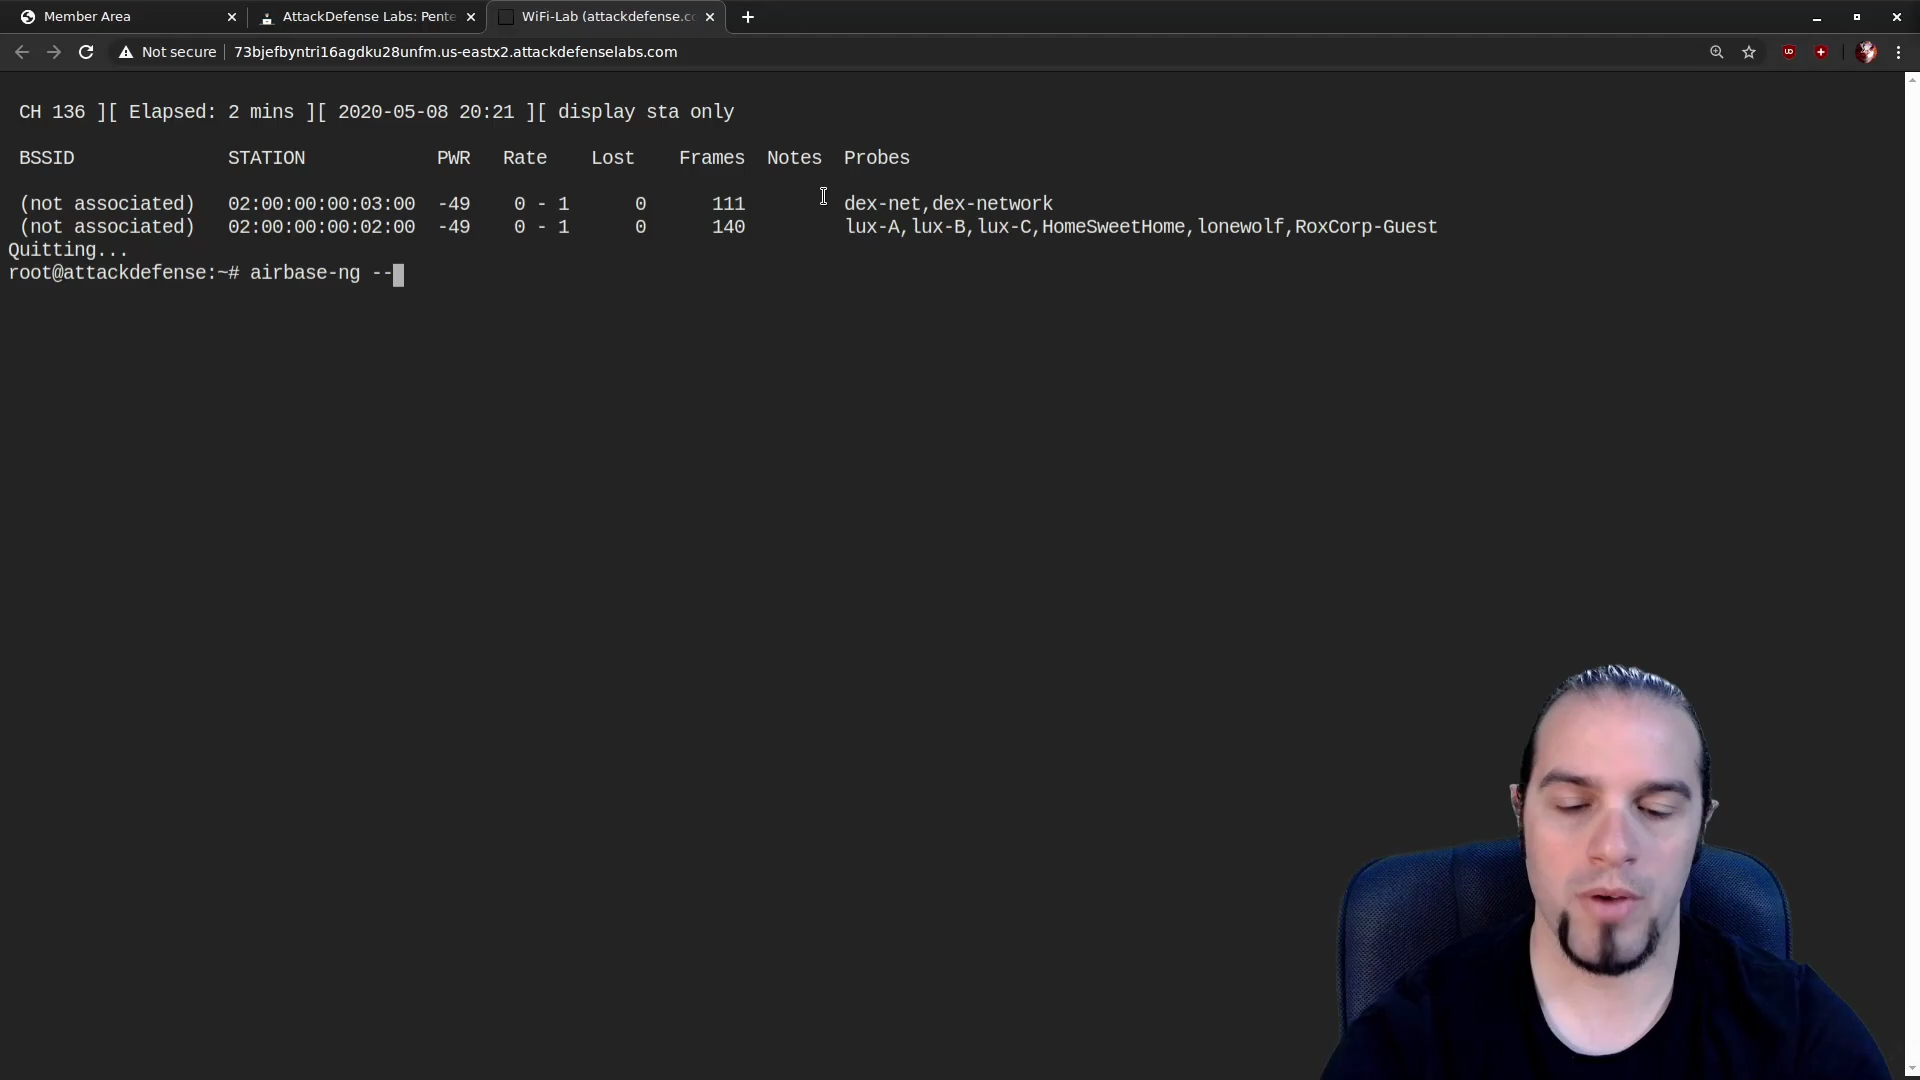 Member Area
AttackDefense Labs: Pente
WiFi-Lab (attackdefense.c
Not secure
73bjefbyntri16agdku28unfm.us-eastx2.attackdefenselabs.com
CH 136 ][ Elapsed: 2 mins ][ 2020-05-08 20:21 ][ display sta only
BSSID STATION PWR Rate Lost Frames Notes Probes
(not associated) 02:00:00:00:03:00 -49 0 - 1 0 111 dex-net,dex-network
(not associated) 02:00:00:00:02:00 -49 0 - 1 0 140 lux-A,lux-B,lux-C,HomeSweetHome,lonewolf,RoxCorp-Guest
Quitting...
root@attackdefense:~# airbase-ng --